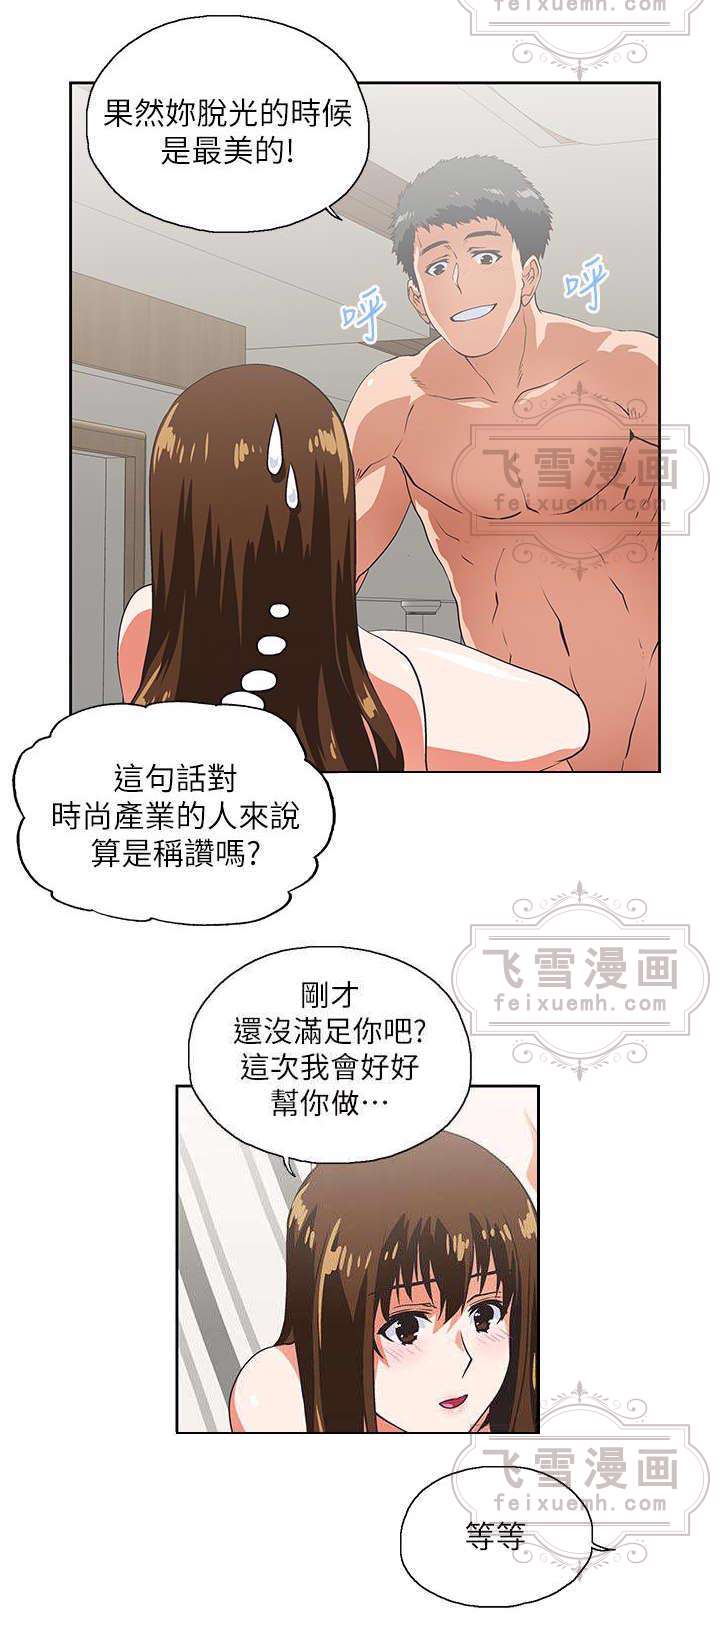 feixuemh.com
果然妳脫光的時候
是最美的!
呼
呼
飞雪漫画
feixuemh.com
這句話對
時尚產業的人來說
算是稱讚嗎?
飞雪漫画
feixuemh.com
剛才
還沒滿足你吧?
這次我會好好
幫你做…
飞雪漫画
feixuemh.com
等等